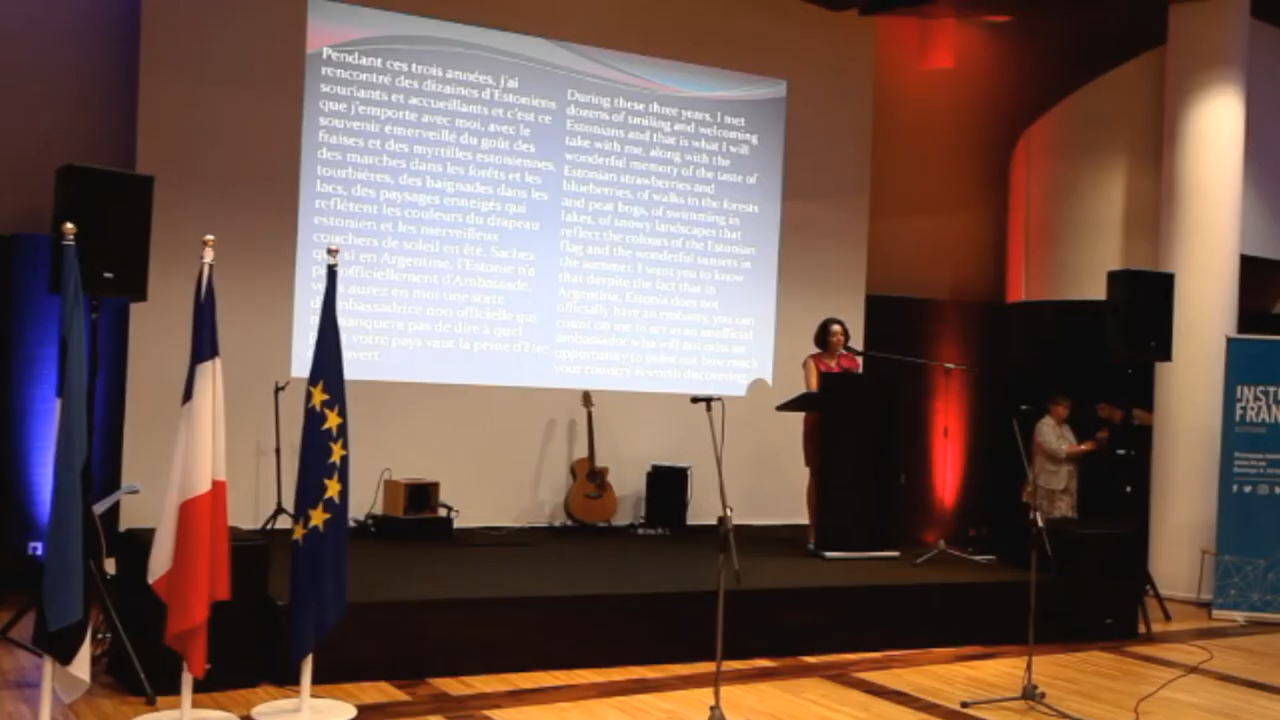 Pendant ces trois années, j'ai
rencontré des dizaines d'Estoniens
souriants et accueillants et c'est ce
que j'emporte avec moi, avec le
souvenir émerveillé du goût des
fraises et des myrtilles estoniennes,
des marches dans les forêts et les
tourbières, des baignades dans les
lacs, des paysages enneigés qui
reflètent les couleurs du drapeau
estonien et les merveilleux
couchers de soleil en été. Sachez
si en Argentine, l'Estonie n'a
officiellement d'Ambassade,
aurez en moi une sorte
non officielle qui
manquera pas de dire à quel
votre pays vaut la peine d'être
During these three years, I met
dozens of smiling and welcoming
Estonians and that is what I will
take with me, along with the
wonderful memory of the taste of
Estonian strawberries and
blueberries, of walks in the forests
and peat bogs, of swimming in
lakes, of snowy landscapes that
reflect the colours of the Estonian
flag and the wonderful sunsets in
the summer. I want you to know
that despite the fact that in
Argentina, Estonia does not
officially have an embassy, you can
count on me to act as an unofficial
ambassador who will not miss an
opportunity to point out how much
your country is worth discovering.
INST
FRAN